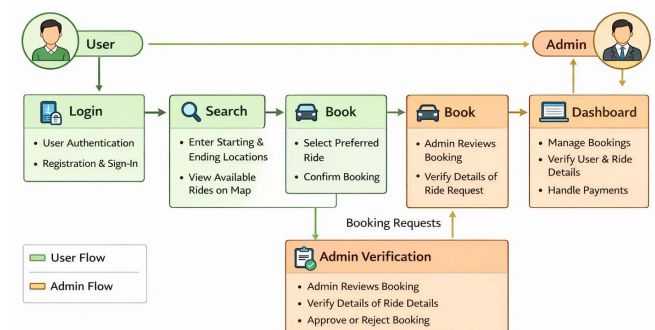 User
Admin
Login
• User Authentication
• Registration & Sign-In
Search
• Enter Starting &
Ending Locations
• View Available
Rides on Map
Book
• Select Preferred
Ride
• Confirm Booking
Book
• Admin Reviews
Booking
• Verify Details of
Ride Request
Dashboard
• Manage Bookings
• Verify User & Ride
Details
• Handle Payments
Booking Requests
User Flow
Admin Flow
Admin Verification
• Admin Reviews Booking
• Verify Details of Ride Details
• Approve or Reject Booking